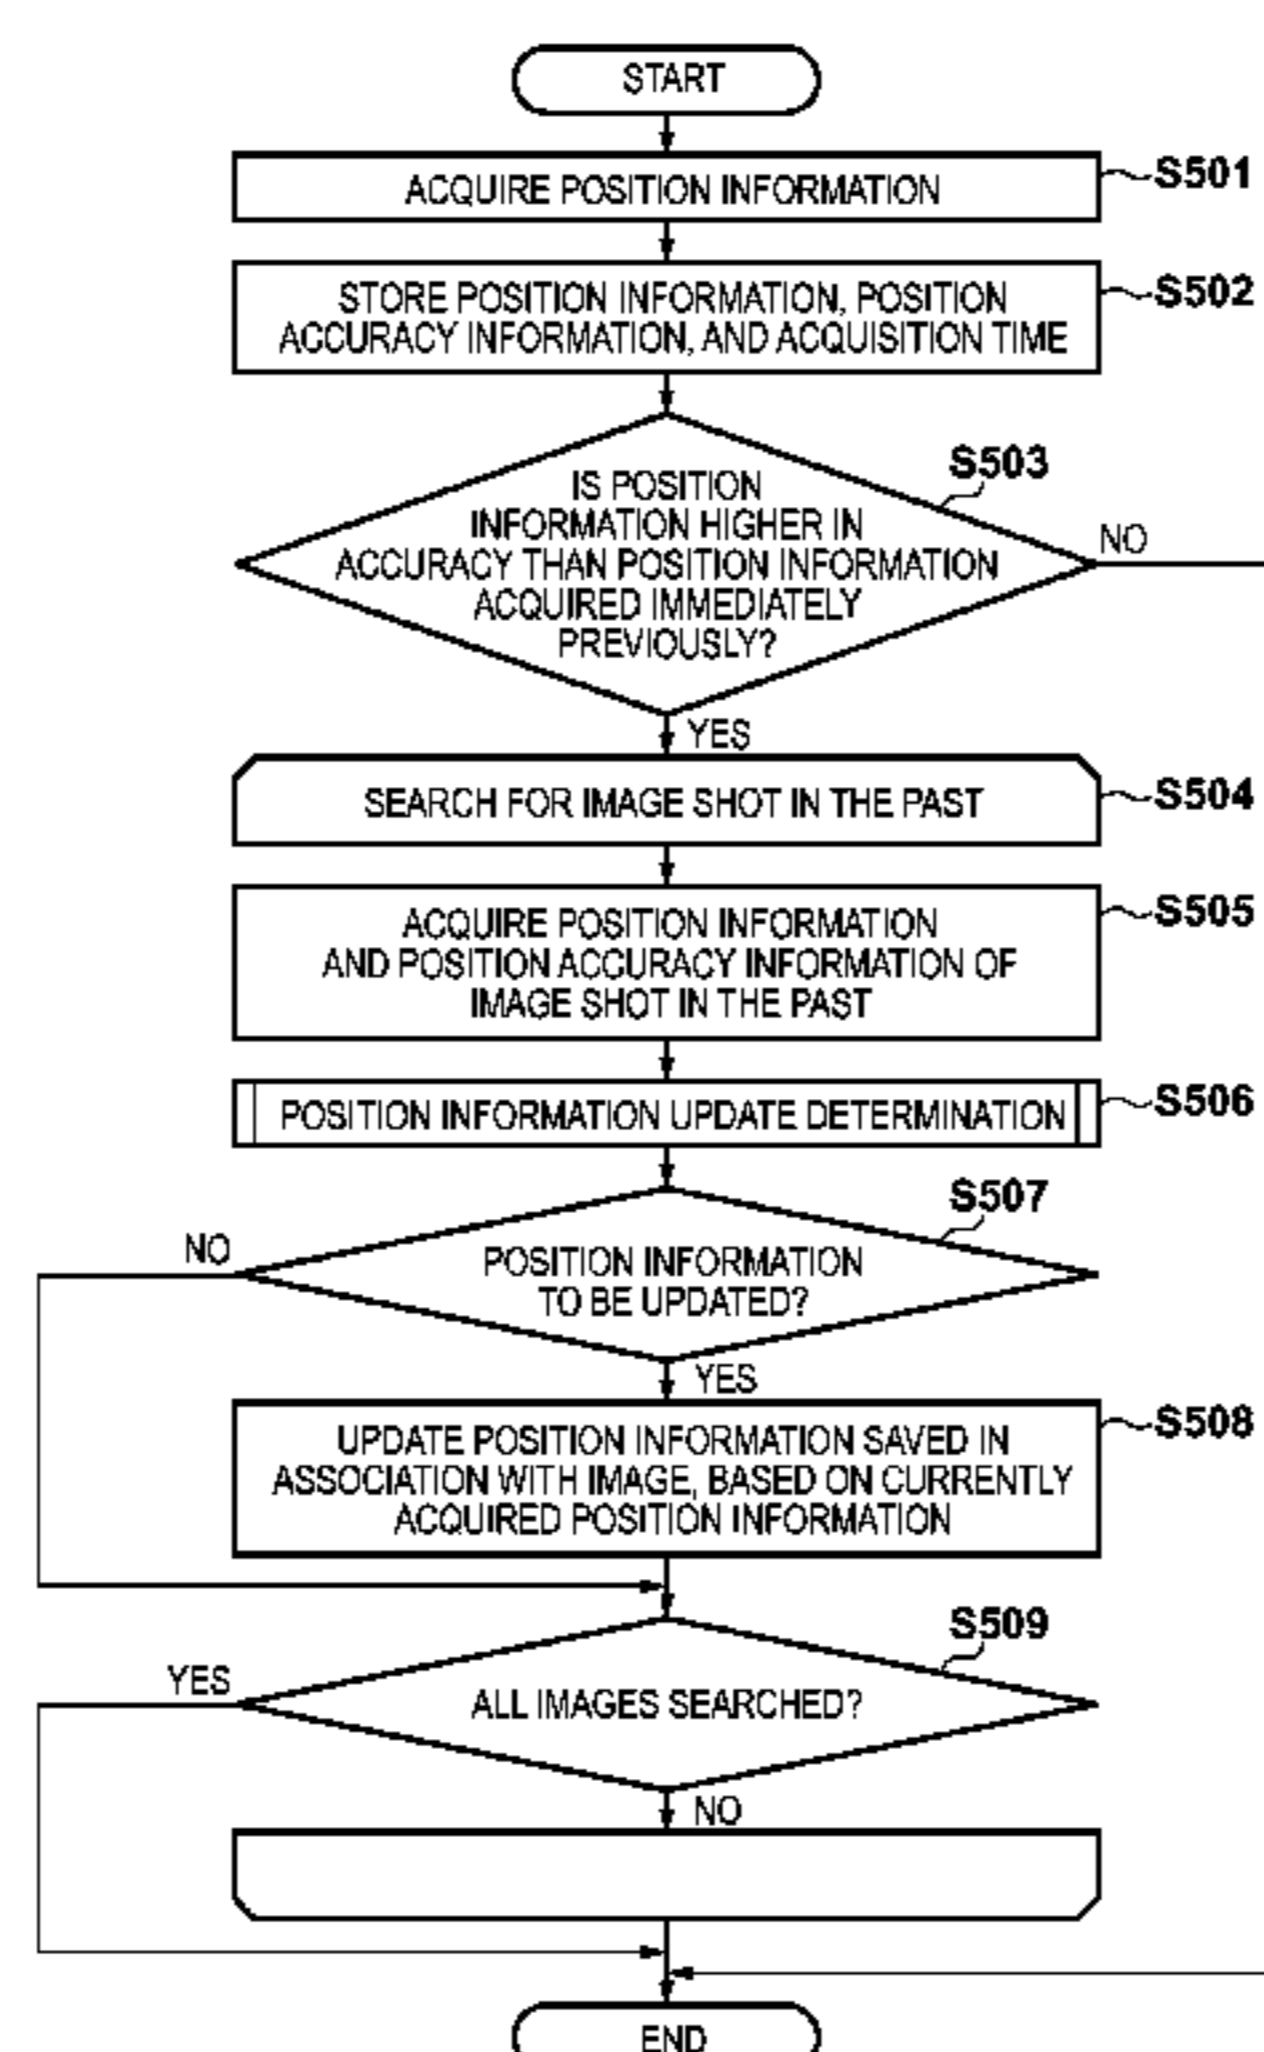 START
ACQUIRE POSITION INFORMATION
S501
STORE POSITION INFORMATION, POSITION
ACCURACY INFORMATION, AND ACQUISITION TIME
S502
S503
IS POSITION
INFORMATION HIGHER IN
ACCURACY THAN POSITION INFORMATION
ACQUIRED IMMEDIATELY
PREVIOUSLY?
NO
YES
SEARCH FOR IMAGE SHOT IN THE PAST
S504
ACQUIRE POSITION INFORMATION
AND POSITION ACCURACY INFORMATION OF
IMAGE SHOT IN THE PAST
S505
POSITION INFORMATION UPDATE DETERMINATION
S506
S507
NO
POSITION INFORMATION
TO BE UPDATED?
YES
UPDATE POSITION INFORMATION SAVED IN
ASSOCIATION WITH IMAGE, BASED ON CURRENTLY
ACQUIRED POSITION INFORMATION
S508
S509
YES
ALL IMAGES SEARCHED?
NO
END